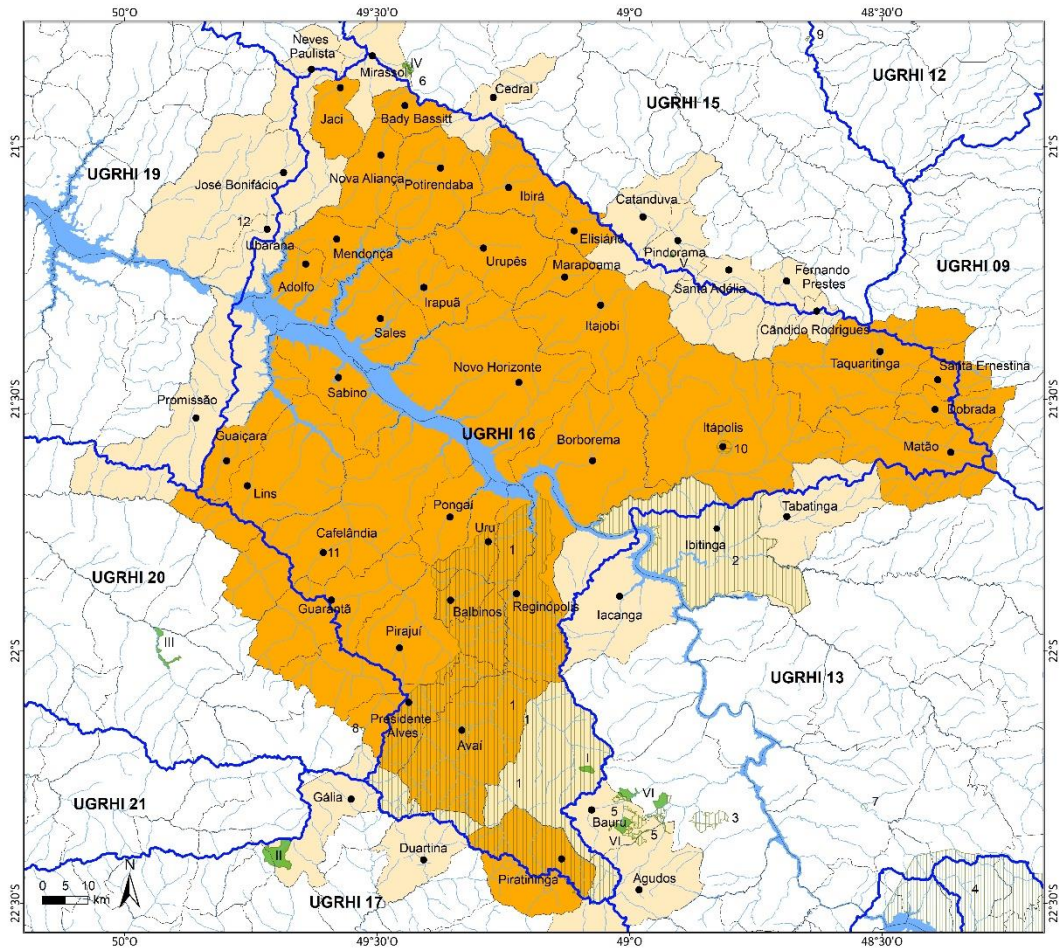 50°O 49°30'S 49°0'S 48°30'S
Neves
Paulista
9
IV
Mirassol
6
UGRHI 12
Cedral
UGRHI 15
Jaci
Bady Bassitt
21°S
21°S
UGRHI 19
José Bonifácio
Nova Aliança
Potirendaba
Ibirá
Catanduva
12
Ubarana
Elisiário
Pindorama
UGRHI 09
Mendonça
Urupês
Marapoama
V
Fernando
Prestes
Adolfo
Santa Adélia
Irapuã
Itajobi
Sales
Cândido Rodrigues
Taquaritinga
Santa Ernestina
Novo Horizonte
Sabino
21°30'S
21°30'S
Promissão
Dobrada
UGRHI 16
Itápolis
Guaiçara
Borborema
10
Matão
Lins
Pongaí
Tabatinga
Uru
Cafelândia
1
Ibitinga
11
2
UGRHI 20
Guarantã
Balbinos
Reginópolis
Iacanga
Pirajuí
III
22°S
22°S
UGRHI 13
Presidente
Alves
1
1
8
Avaí
I
1
UGRHI 21
Gália
VI
7
Bauru
5
3
5
VI
II
Duartina
N
Piratininga
Agudos
4
0 5 10
km
UGRHI 17
22°30'S
22°30'S
50°O 49°30'S 49°0'S 48°30'S